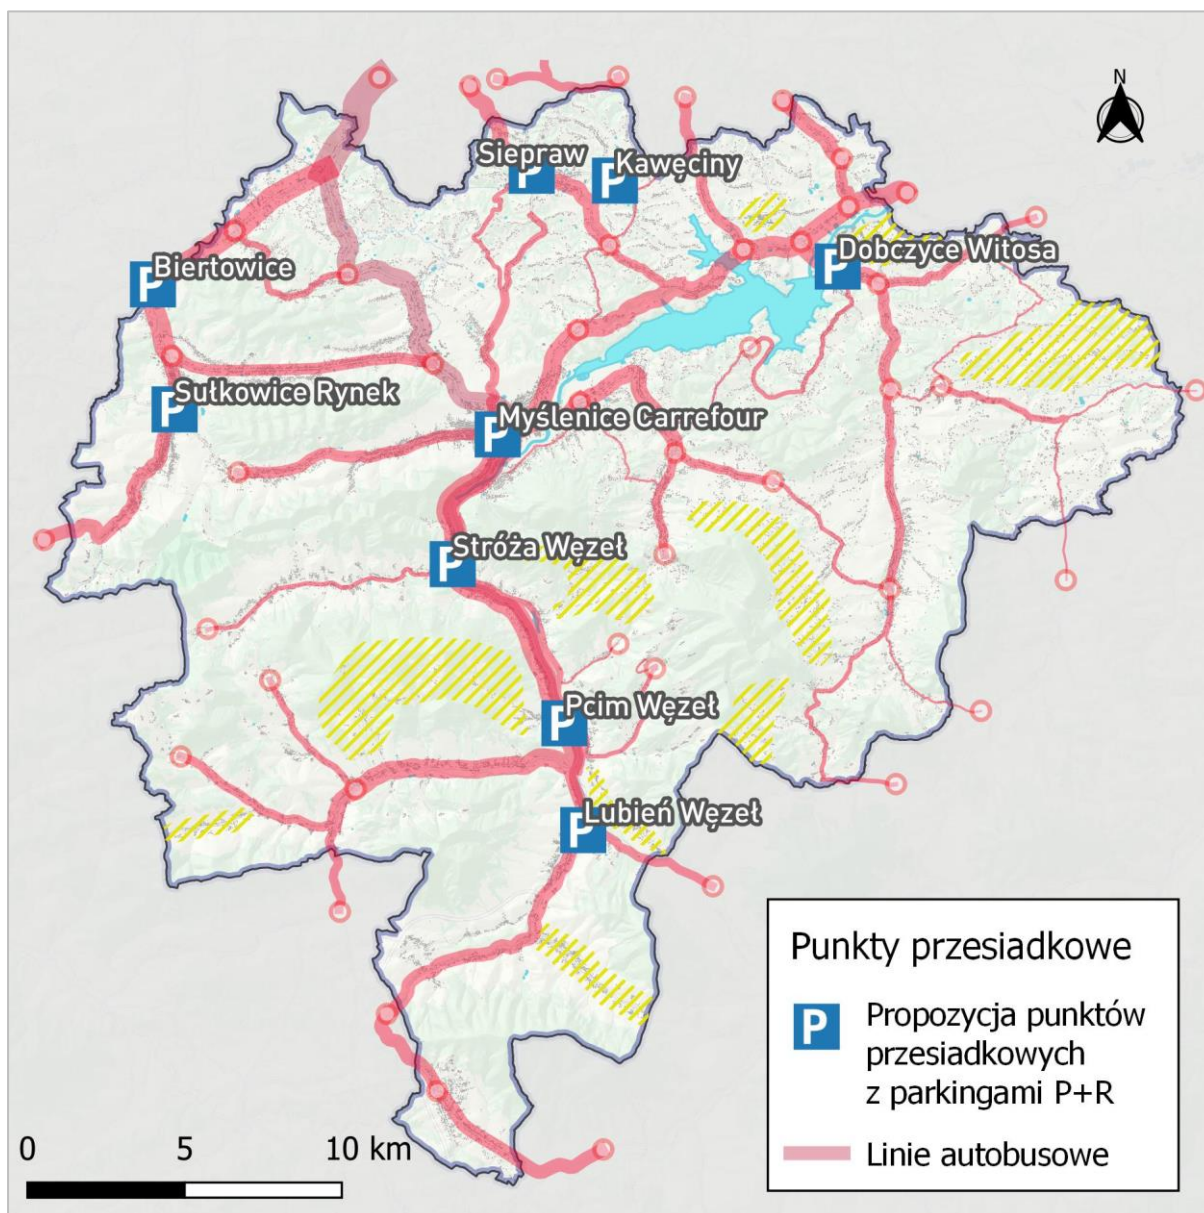 N
Siepraw
P
Kawęciny
P
Dobczyce Witosa
P
Biertowice
P
Sułkowice Rynek
P
Myślenice Carrefour
P
Stróża Węzeł
P
Pcim Węzeł
P
Lubień Węzeł
P
Punkty przesiadkowe
P
Propozycja punktów
przesiadkowych
z parkingami P+R
Linie autobusowe
0 5 10 km